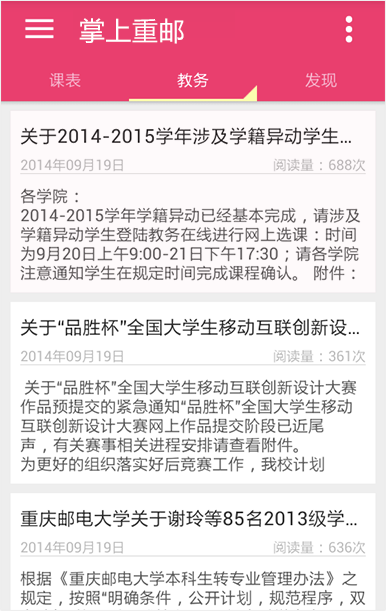 掌上重邮
课表 教务 发现
关于2014-2015学年涉及学籍异动学生...
2014年09月19日 阅读量：688次
各学院：
2014-2015学年学籍异动已经基本完成，请涉及
学籍异动学生登陆教务在线进行网上选课：时间
为9月20日上午9:00-21日下午17:30；请各学院
注意通知学生在规定时间完成课程确认。 附件：
关于“品胜杯”全国大学生移动互联创新设...
2014年09月19日 阅读量：361次
关于“品胜杯”全国大学生移动互联创新设计大赛
作品预提交的紧急通知“品胜杯”全国大学生移动
互联创新设计大赛网上作品提交阶段已近尾
声，有关赛事相关进程安排请查看附件。
为更好的组织落实好后竞赛工作，我校计划
重庆邮电大学关于谢玲等85名2013级学...
2014年09月19日 阅读量：636次
根据《重庆邮电大学本科生转专业管理办法》之
规定，按照“明确条件，公开计划，规范程序，双